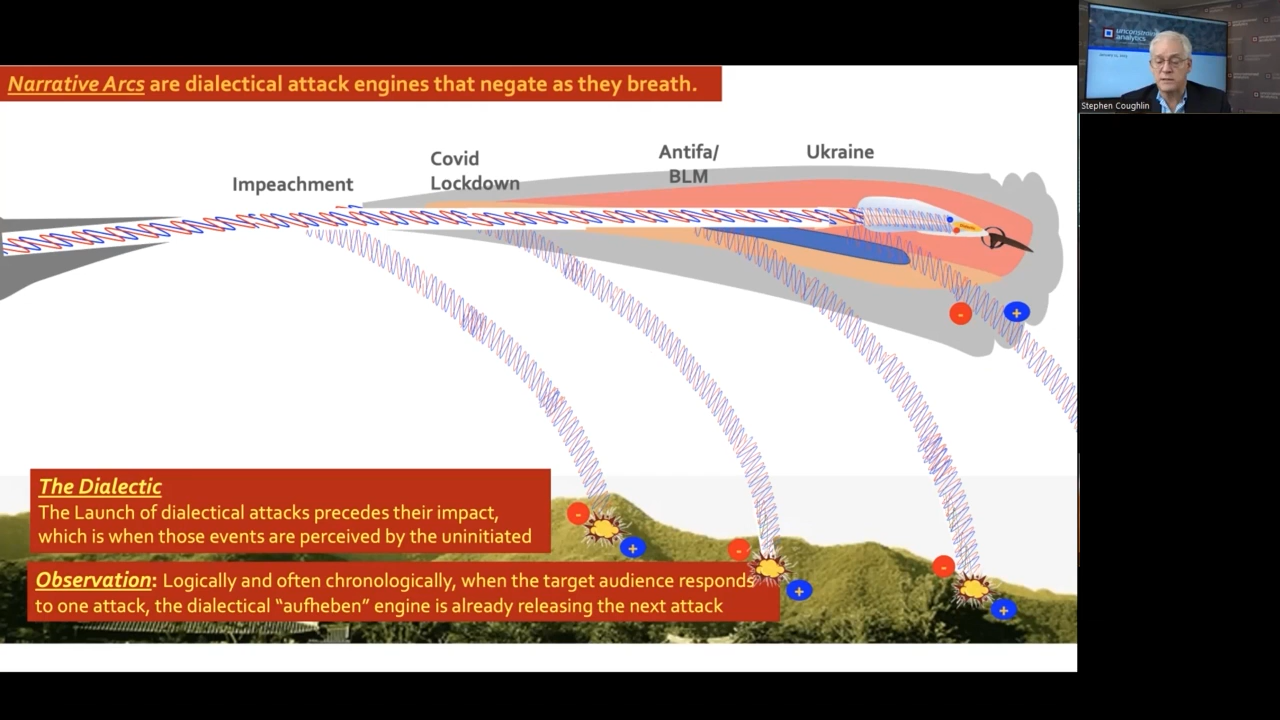 Narrative Arcs are dialectical attack engines that negate as they breath.
Impeachment
Covid
Lockdown
Antifa/
BLM
Ukraine
-
+
The Dialectic
The Launch of dialectical attacks precedes their impact,
which is when those events are perceived by the uninitiated
-
+
-
+
-
+
Observation: Logically and often chronologically, when the target audience responds
to one attack, the dialectical “aufheben” engine is already releasing the next attack
unconstrained
analytics
Stephen Coughlin